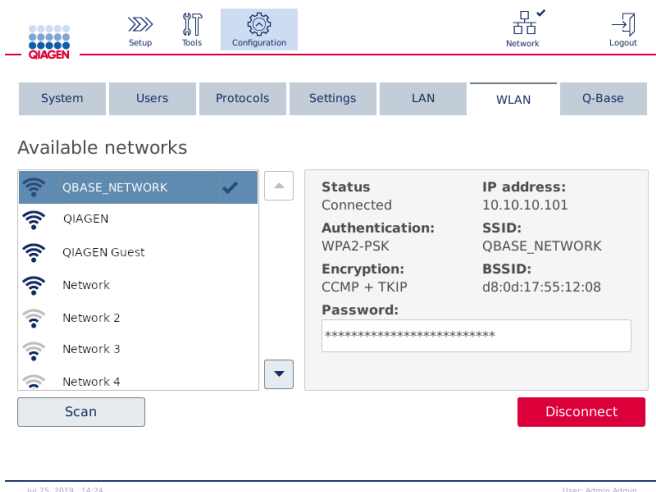 QIAGEN
Setup
Tools
Configuration
Network
Logout
System
Users
Protocols
Settings
LAN
WLAN
Q-Base
Available networks
QBASE_NETWORK
QIAGEN
QIAGEN Guest
Network
Network 2
Network 3
Network 4
Scan
Status
Connected
Authentication:
WPA2-PSK
Encryption:
CCMP + TKIP
IP address:
10.10.10.101
SSID:
QBASE_NETWORK
BSSID:
d8:0d:17:55:12:08
Password:
**************************
Disconnect
Jul 25, 2019 14:24
User: Admin Admin